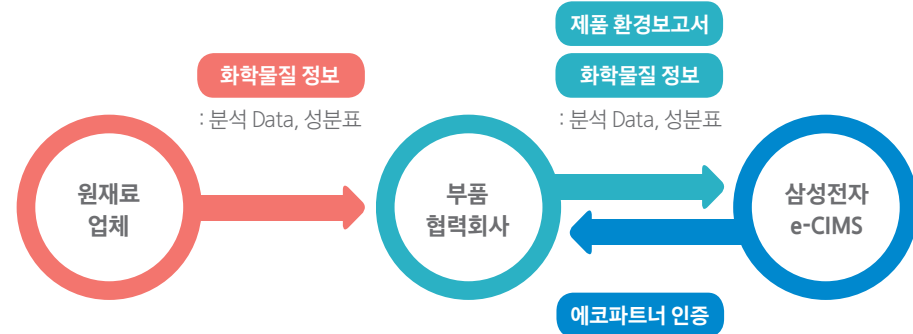 제품 환경보고서
화학물질 정보
화학물질 정보
: 분석 Data, 성분표
: 분석 Data, 성분표
원재료
업체
부품
협력회사
삼성전자
e-CIMS
에코파트너 인증